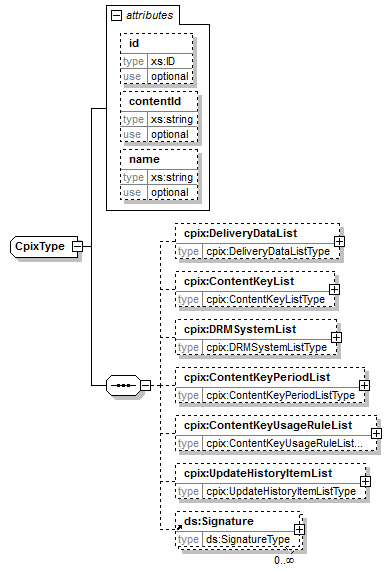 attributes
id
type xs:ID
use optional
contentId
type xs:string
use optional
name
type xs:string
use optional
CpixType
cpix:DeliveryDataList
type cpix:DeliveryDataListType
cpix:ContentKeyList
type cpix:ContentKeyListType
cpix:DRMSystemList
type cpix:DRMSystemListType
cpix:ContentKeyPeriodList
type cpix:ContentKeyPeriodListType
cpix:ContentKeyUsageRuleList
type cpix:ContentKeyUsageRuleList...
cpix:UpdateHistoryItemList
type cpix:UpdateHistoryItemListType
ds:Signature
type ds:SignatureType
0..∞